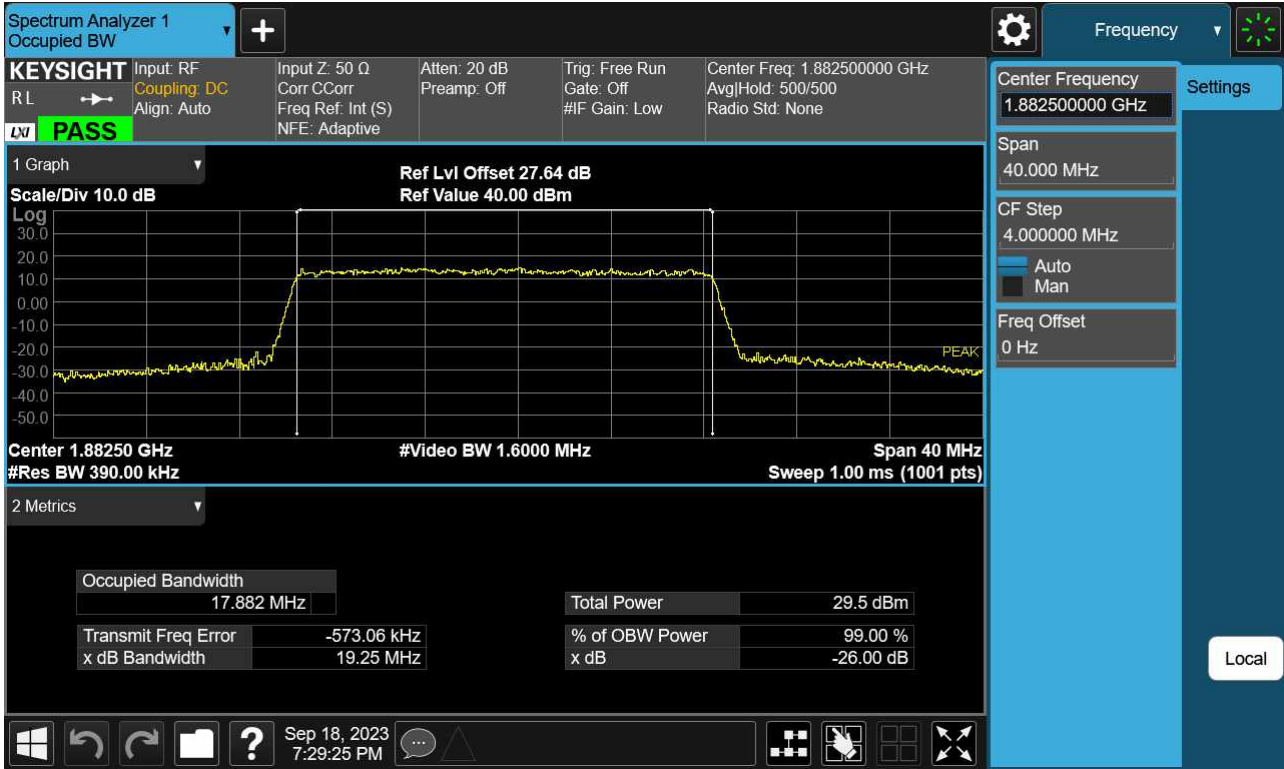 Spectrum Analyzer 1
Occupied BW
▼
+
Frequency ▼
KEYSIGHT
R L
LXI PASS
Input: RF
Coupling: DC
Align: Auto
Input Z: 50 Ω
Corr CCorr
Freq Ref: Int (S)
NFE: Adaptive
Atten: 20 dB
Preamp: Off
Trig: Free Run
Gate: Off
#IF Gain: Low
Center Freq: 1.882500000 GHz
Avg|Hold: 500/500
Radio Std: None
Center Frequency
1.882500000 GHz
Settings
Span
40.000 MHz
CF Step
4.000000 MHz
Auto
Man
Freq Offset
0 Hz
Local
1 Graph ▼
Scale/Div 10.0 dB
Ref Lvl Offset 27.64 dB
Ref Value 40.00 dBm
Log
30.0
20.0
10.0
0.00
-10.0
-20.0
-30.0
-40.0
-50.0
PEAK
Center 1.88250 GHz #Video BW 1.6000 MHz Span 40 MHz
#Res BW 390.00 kHz Sweep 1.00 ms (1001 pts)
2 Metrics ▼
Occupied Bandwidth
17.882 MHz
Total Power 29.5 dBm
Transmit Freq Error -573.06 kHz
% of OBW Power 99.00 %
x dB Bandwidth 19.25 MHz
x dB -26.00 dB
?
Sep 18, 2023
7:29:25 PM